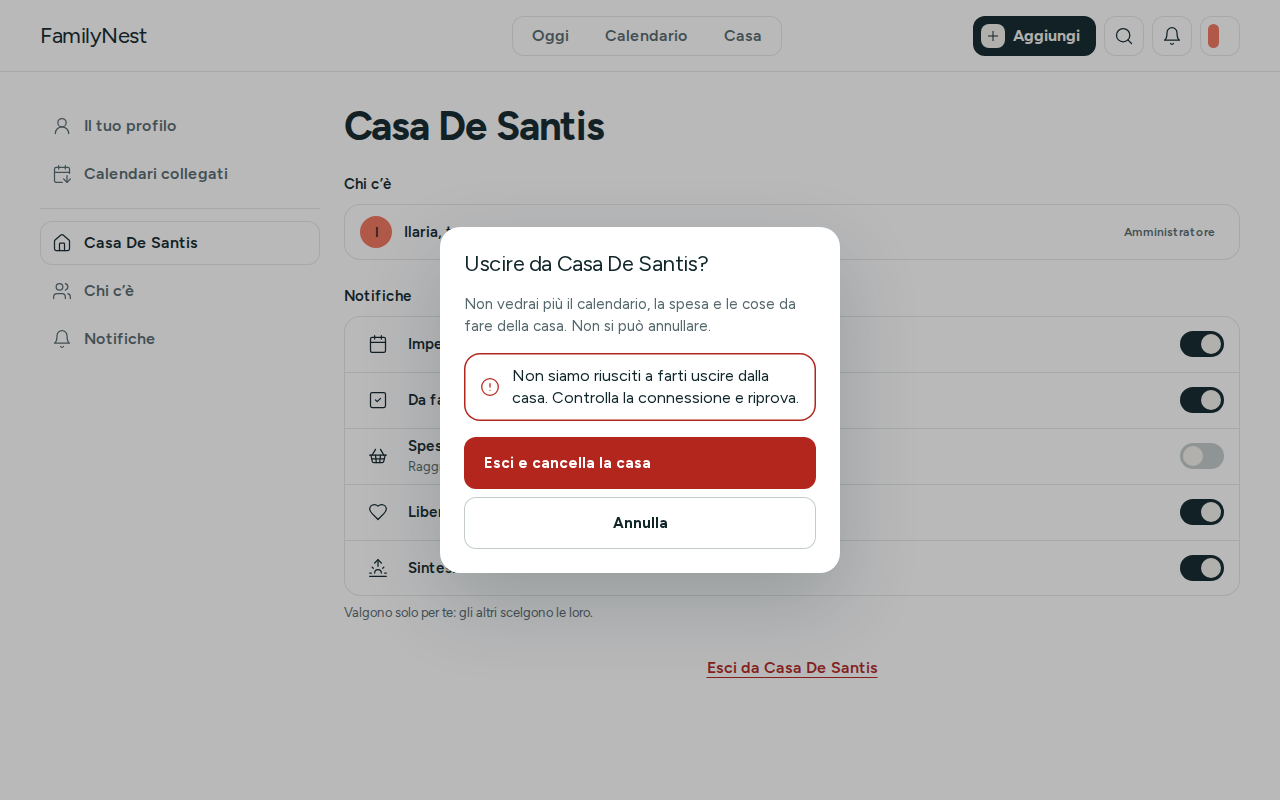 FamilyNest
Oggi
Calendario
Casa
Aggiungi
Il tuo profilo
Calendari collegati
Casa De Santis
Chi c’è
Notifiche
Casa De Santis
Chi c’è
I
Ilaria,
Amministratore
Notifiche
Da
Valgono solo per te: gli altri scelgono le loro.
Esci da Casa De Santis
Uscire da Casa De Santis?
Non vedrai più il calendario, la spesa e le cose da
fare della casa. Non si può annullare.
Non siamo riusciti a farti uscire dalla
casa. Controlla la connessione e riprova.
Esci e cancella la casa
Annulla